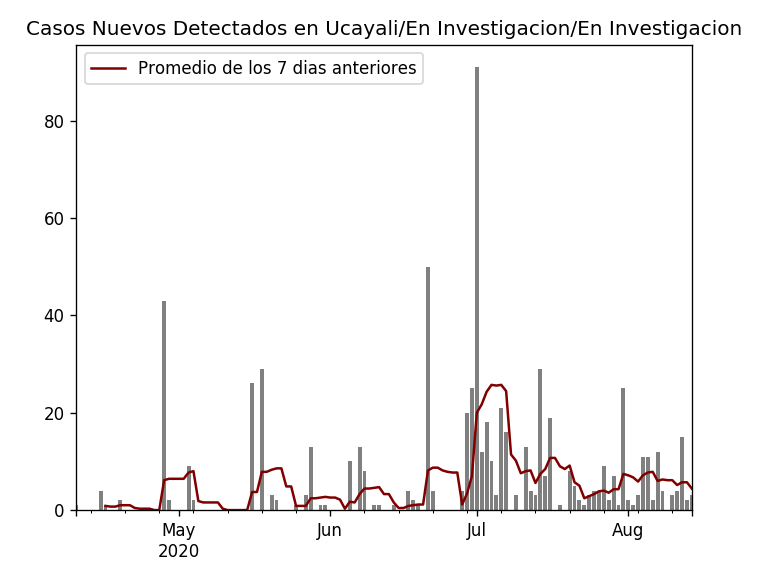 Casos Nuevos Detectados en Ucayali/En Investigacion/En Investigacion
Promedio de los 7 dias anteriores
80
60
40
20
0
May Jun Jul Aug
2020